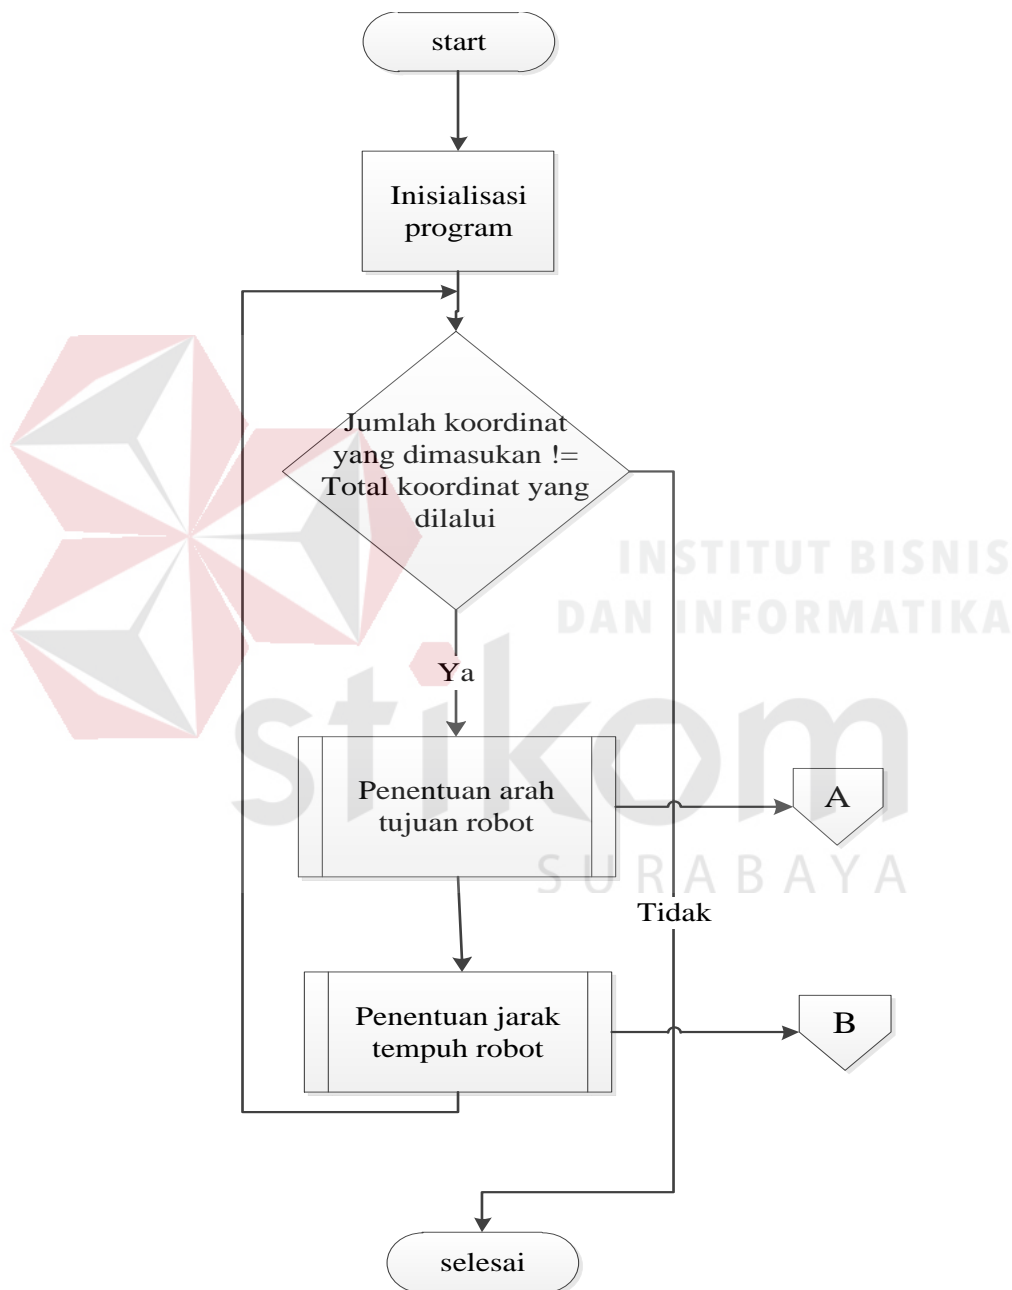 start
Inisialisasi
program
Jumlah koordinat
yang dimasukan !=
Total koordinat yang
dilalui
INSTITUT BISNIS
DAN INFORMATIKA
Ya
stikom
Penentuan arah
tujuan robot
A
SURABAYA
Tidak
Penentuan jarak
tempuh robot
B
selesai